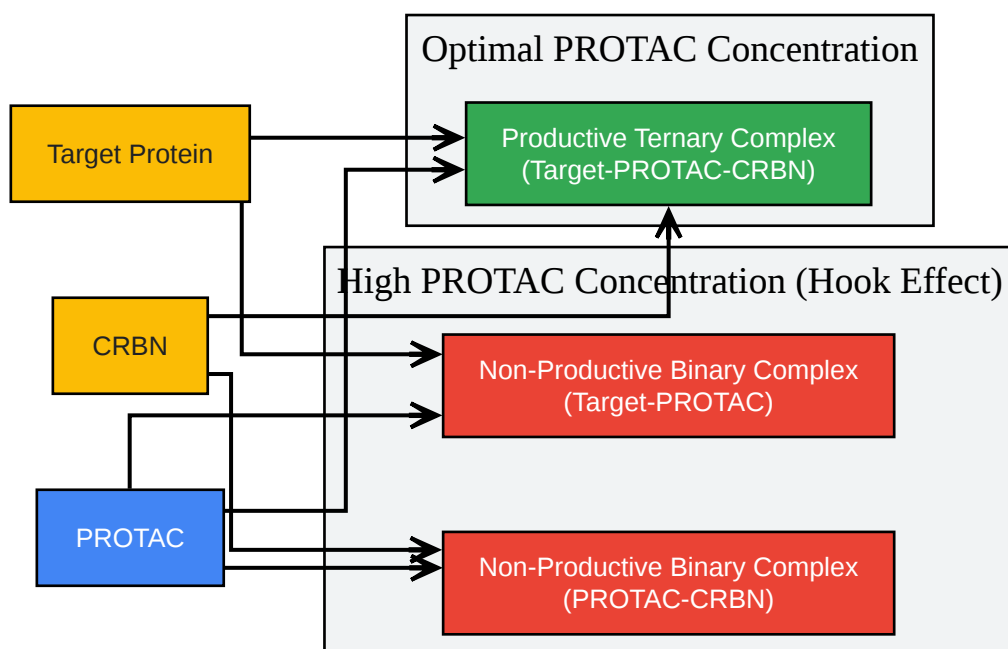 Optimal PROTAC Concentration
Target Protein
Productive Ternary Complex
(Target-PROTAC-CRBN)
High PROTAC Concentration (Hook Effect)
CRBN
Non-Productive Binary Complex
(Target-PROTAC)
PROTAC
Non-Productive Binary Complex
(PROTAC-CRBN)